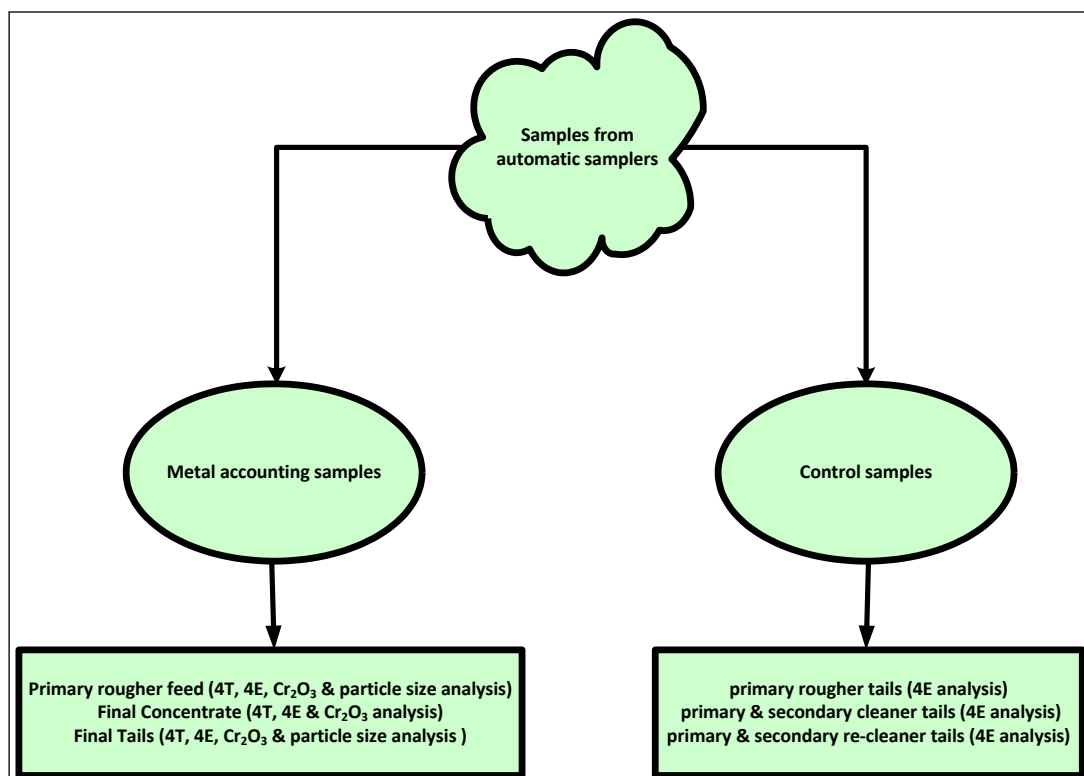 Samples from
automatic samplers
Metal accounting samples
Control samples
Primary rougher feed (4T, 4E, Cr₂O₃ & particle size analysis)
Final Concentrate (4T, 4E & Cr₂O₃ analysis)
Final Tails (4T, 4E, Cr₂O₃ & particle size analysis )
primary rougher tails (4E analysis)
primary & secondary cleaner tails (4E analysis)
primary & secondary re-cleaner tails (4E analysis)